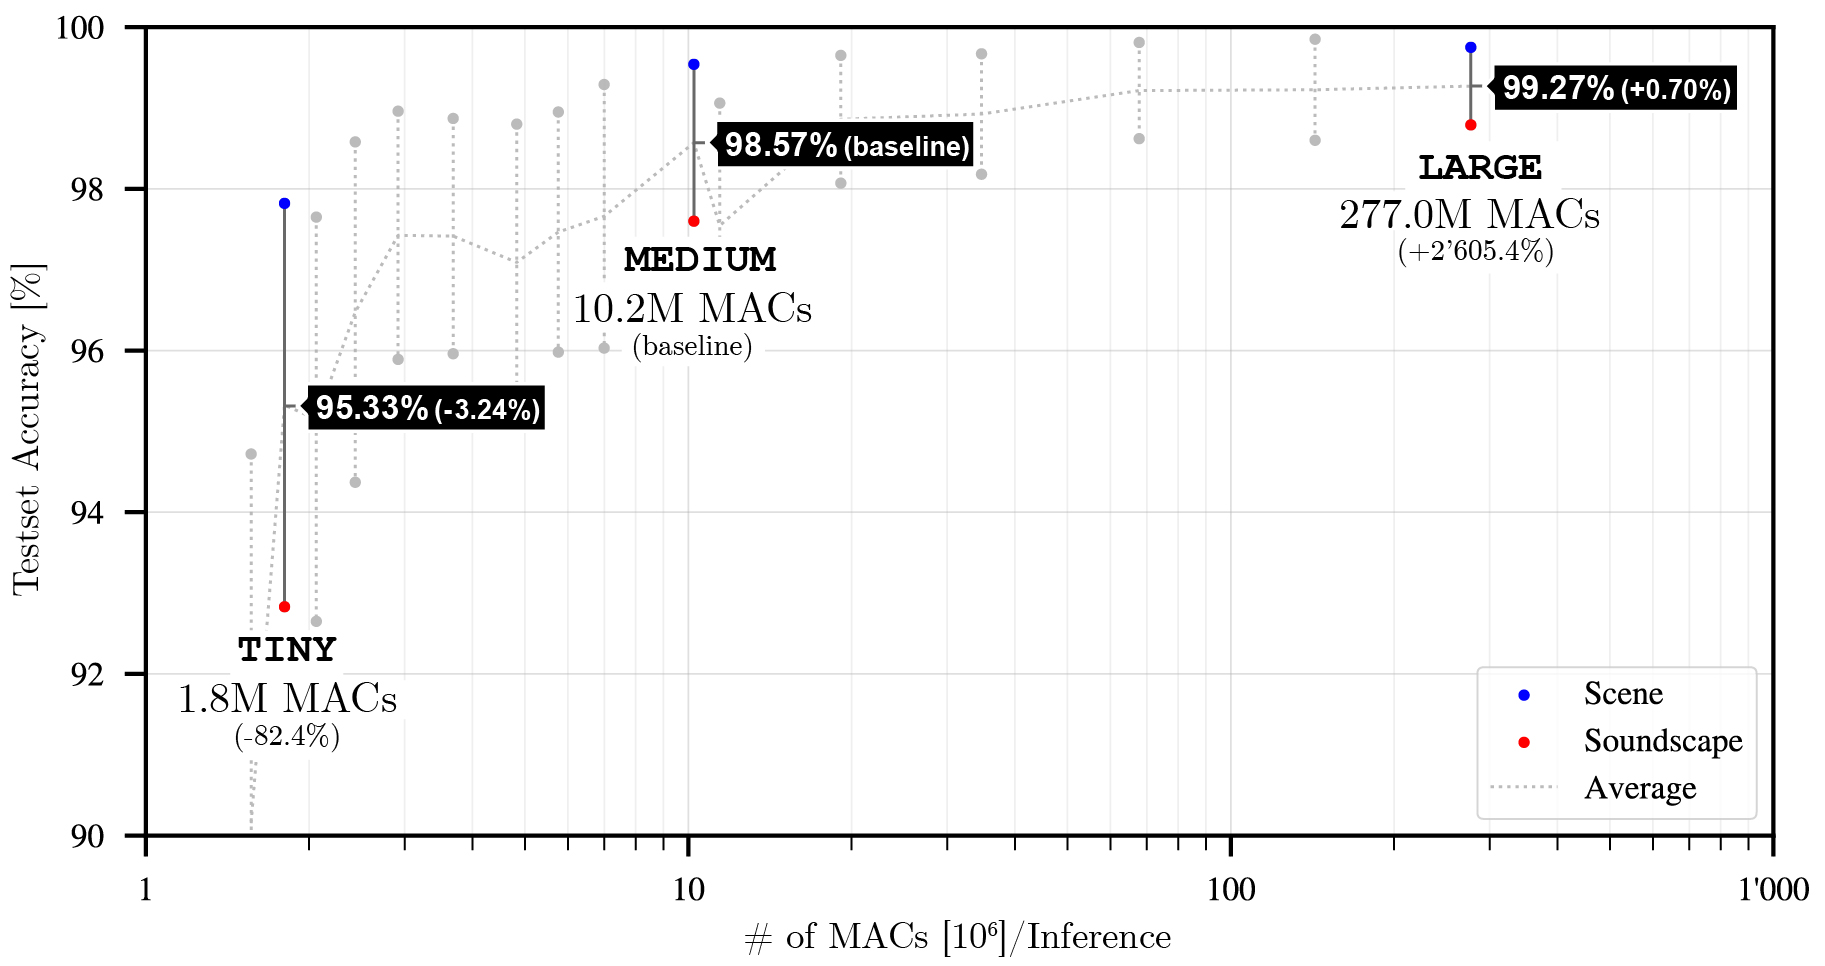 Testset Accuracy [%]
100
98
96
94
92
90
99.27% (+0.70%)
98.57% (baseline)
LARGE
277.0M MACs
(+2'605.4%)
MEDIUM
10.2M MACs
(baseline)
95.33% (-3.24%)
TINY
1.8M MACs
(-82.4%)
Scene
Soundscape
Average
1
10
100
1'000
# of MACs [10⁶]/Inference